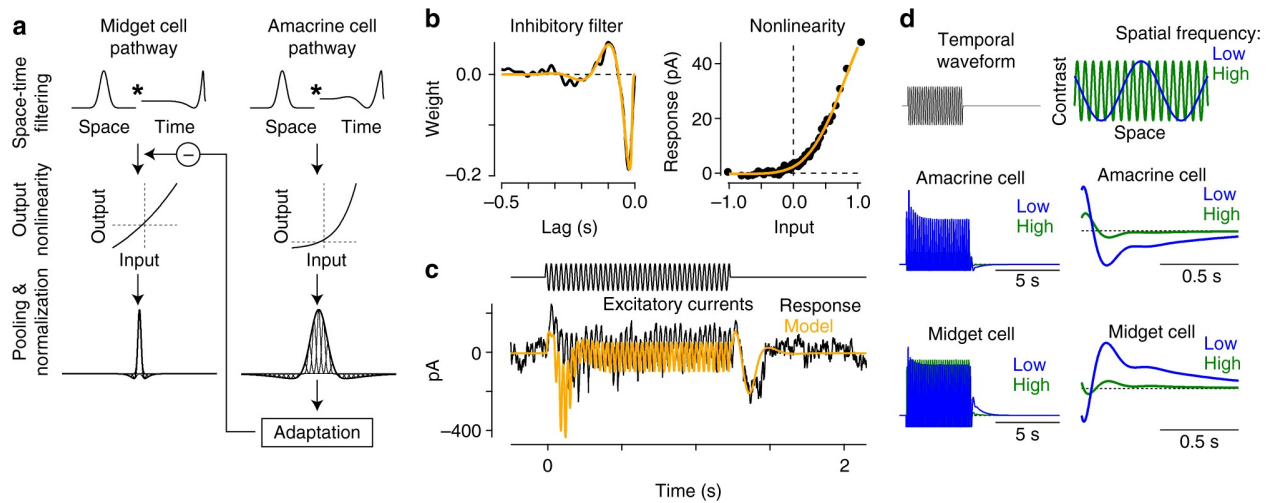 a
Midget cell
pathway
Amacrine cell
pathway
Space-time
filtering
*
*
Space
Time
Space
Time
−
Output
nonlinearity
Output
Input
Output
Input
Pooling &
normalization
Adaptation
b
Inhibitory filter
Weight
0.0
−0.2
−0.5
0.0
Lag (s)
Nonlinearity
Response (pA)
40
20
0
−1.0
0.0
1.0
Input
c
Excitatory currents
Response
Model
pA
0
−400
0
2
Time (s)
d
Temporal
waveform
Spatial frequency:
Low
High
Contrast
Space
Amacrine cell
Low
High
5 s
Amacrine cell
Low
High
0.5 s
Midget cell
Low
High
5 s
Midget cell
Low
High
0.5 s